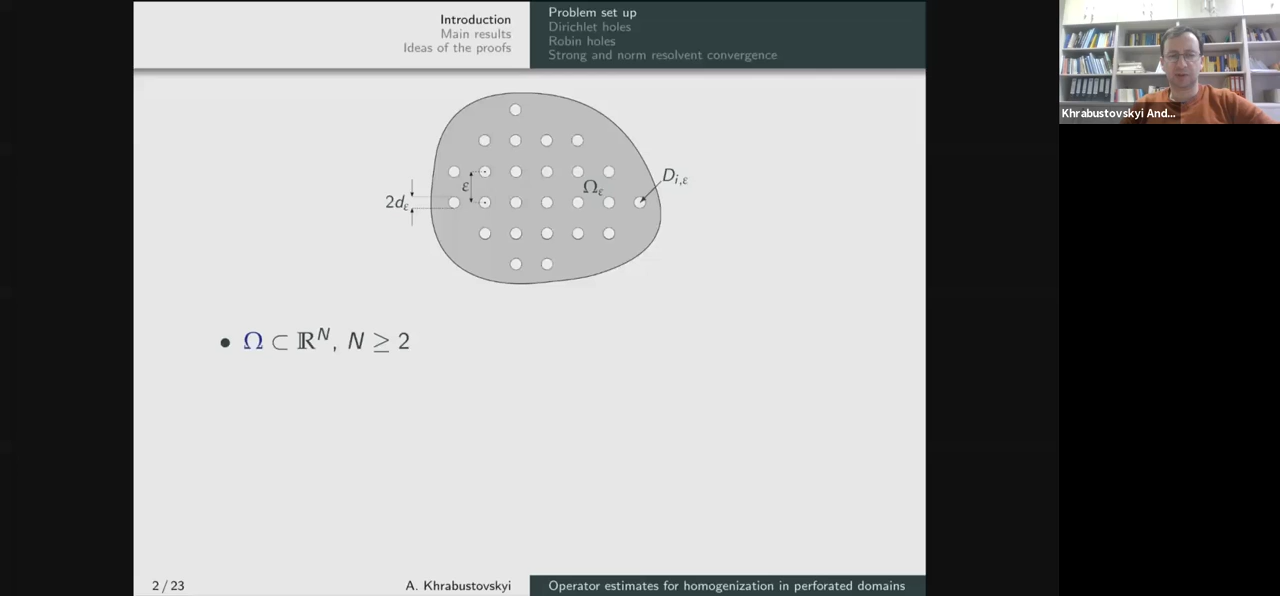 Introduction
Main results
Ideas of the proofs
Problem set up
Dirichlet holes
Robin holes
Strong and norm resolvent convergence
Khrabustovskyi And...
D_{i,ε}
ε
Ω_ε
2d_ε
• Ω ⊂ ℝ^N, N ≥ 2
2 / 23
A. Khrabustovskyi
Operator estimates for homogenization in perforated domains